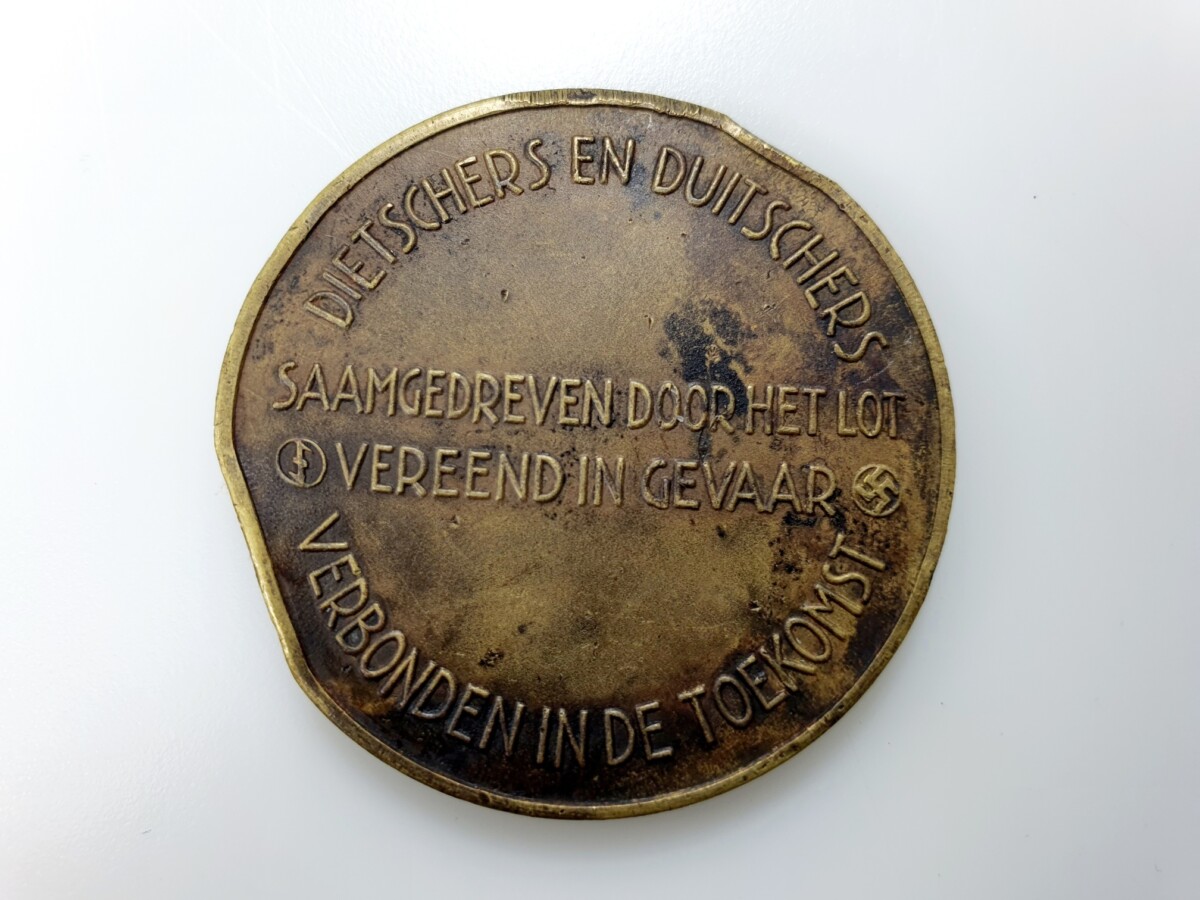 DIETSCHERS EN DUITSCHERS
SAAMGEDREVEN DOOR HET LOT
VEREEND IN GEVAAR
VERBONDEN IN DE TOEKOMST